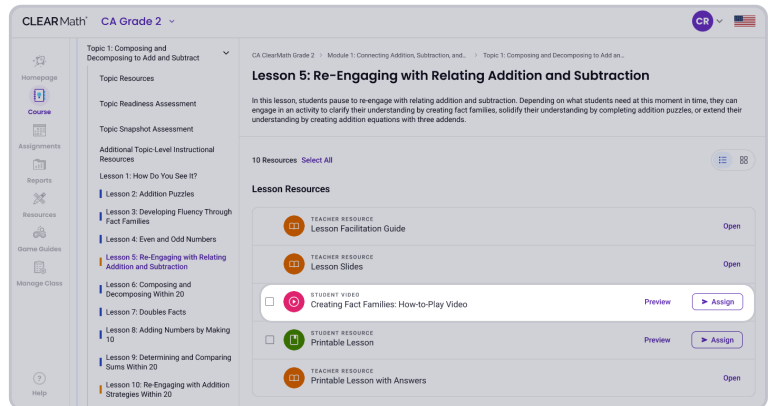 CLEARMath® CA Grade 2
CR
Homepage
Course
Assignments
Reports
Resources
Game Guides
Manage Class
Help
Topic 1: Composing and
Decomposing to Add and Subtract
Topic Resources
Topic Readiness Assessment
Topic Snapshot Assessment
Additional Topic-Level Instructional
Resources
Lesson 1: How Do You See It?
Lesson 2: Addition Puzzles
Lesson 3: Developing Fluency Through
Fact Families
Lesson 4: Even and Odd Numbers
Lesson 5: Re-Engaging with Relating
Addition and Subtraction
Lesson 6: Composing and
Decomposing Within 20
Lesson 7: Doubles Facts
Lesson 8: Adding Numbers by Making
10
Lesson 9: Determining and Comparing
Sums Within 20
Lesson 10: Re-Engaging with Addition
Strategies Within 20
CA ClearMath Grade 2 > Module 1: Connecting Addition, Subtraction, and... > Topic 1: Composing and Decomposing to Add an...
Lesson 5: Re-Engaging with Relating Addition and Subtraction
In this lesson, students pause to re-engage with relating addition and subtraction. Depending on what students need at this moment in time, they can
engage in an activity to clarify their understanding by creating fact families, solidify their understanding by completing addition puzzles, or extend their
understanding by creating addition equations with three addends.
10 Resources Select All
Lesson Resources
TEACHER RESOURCE
Lesson Facilitation Guide
Open
TEACHER RESOURCE
Lesson Slides
Open
STUDENT VIDEO
Creating Fact Families: How-to-Play Video
Preview Assign
STUDENT RESOURCE
Printable Lesson
Preview Assign
TEACHER RESOURCE
Printable Lesson with Answers
Open